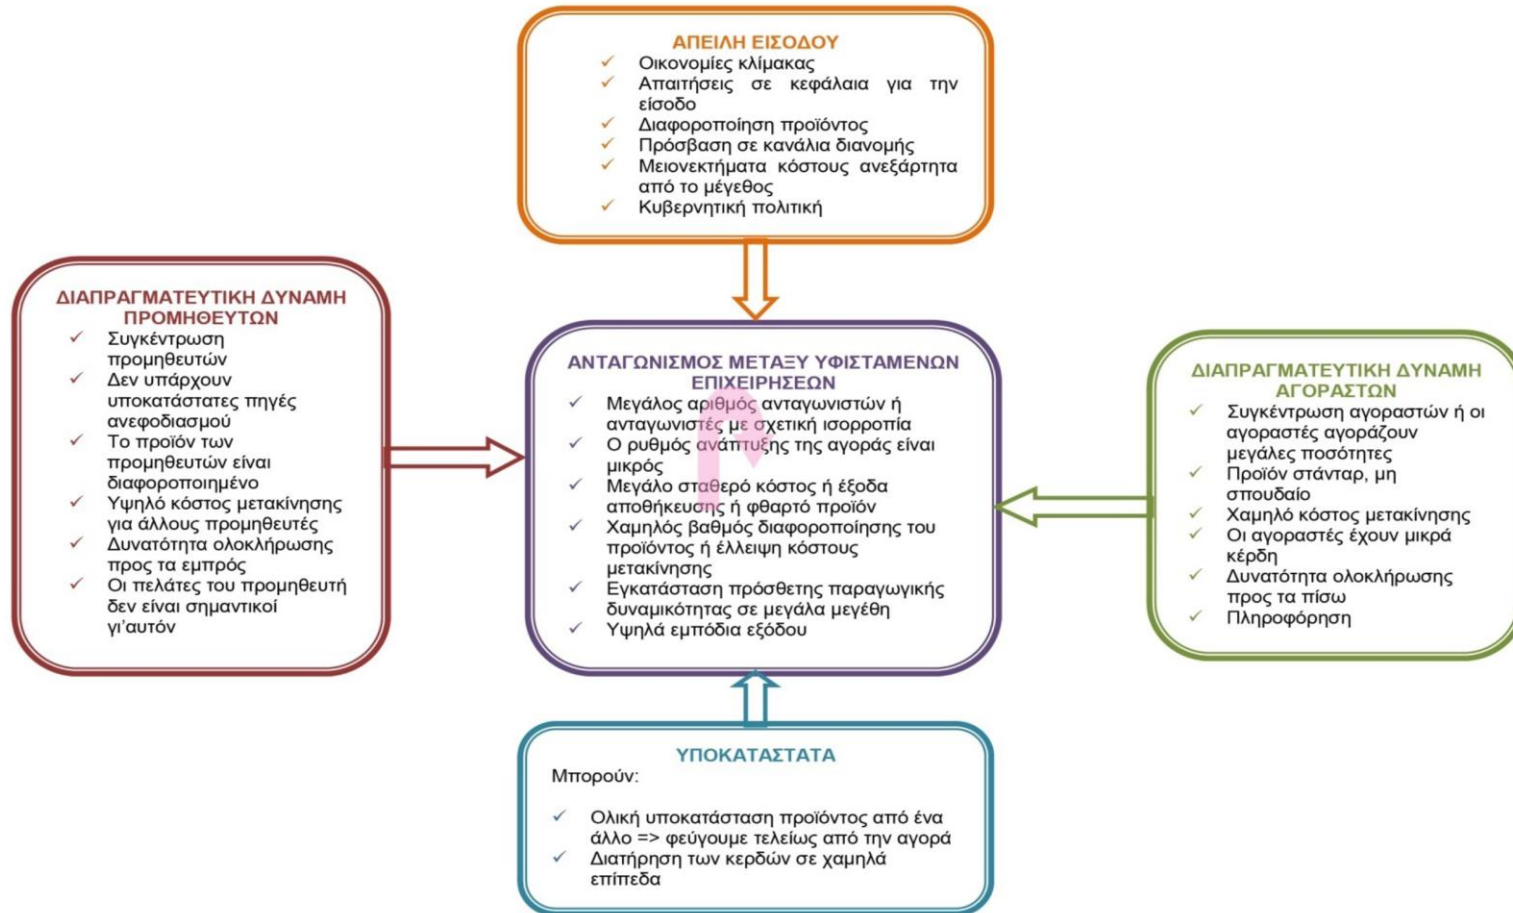 ΑΠΕΙΛΗ ΕΙΣΟΔΟΥ
✓ Οικονομίες κλίμακας
✓ Απαιτήσεις σε κεφάλαια για την
είσοδο
✓ Διαφοροποίηση προϊόντος
✓ Πρόσβαση σε κανάλια διανομής
✓ Μειονεκτήματα κόστους ανεξάρτητα
από το μέγεθος
✓ Κυβερνητική πολιτική
ΔΙΑΠΡΑΓΜΑΤΕΥΤΙΚΗ ΔΥΝΑΜΗ
ΠΡΟΜΗΘΕΥΤΩΝ
✓ Συγκέντρωση
προμηθευτών
✓ Δεν υπάρχουν
υποκατάστατες πηγές
ανεφοδιασμού
✓ Το προϊόν των
προμηθευτών είναι
διαφοροποιημένο
✓ Υψηλό κόστος μετακίνησης
για άλλους προμηθευτές
✓ Δυνατότητα ολοκλήρωσης
προς τα εμπρός
✓ Οι πελάτες του προμηθευτή
δεν είναι σημαντικοί
γι’αυτόν
ΑΝΤΑΓΩΝΙΣΜΟΣ ΜΕΤΑΞΥ ΥΦΙΣΤΑΜΕΝΩΝ
ΕΠΙΧΕΙΡΗΣΕΩΝ
✓ Μεγάλος αριθμός ανταγωνιστών ή
ανταγωνιστές με σχετική ισορροπία
✓ Ο ρυθμός ανάπτυξης της αγοράς είναι
μικρός
✓ Μεγάλο σταθερό κόστος ή έξοδα
αποθήκευσης ή φθαρτό προϊόν
✓ Χαμηλός βαθμός διαφοροποίησης του
προϊόντος ή έλλειψη κόστους
μετακίνησης
✓ Εγκατάσταση πρόσθετης παραγωγικής
δυναμικότητας σε μεγάλα μεγέθη
✓ Υψηλά εμπόδια εξόδου
ΔΙΑΠΡΑΓΜΑΤΕΥΤΙΚΗ ΔΥΝΑΜΗ
ΑΓΟΡΑΣΤΩΝ
✓ Συγκέντρωση αγοραστών ή οι
αγοραστές αγοράζουν
μεγάλες ποσότητες
✓ Προϊόν στάνταρ, μη
σπουδαίο
✓ Χαμηλό κόστος μετακίνησης
✓ Οι αγοραστές έχουν μικρά
κέρδη
✓ Δυνατότητα ολοκλήρωσης
προς τα πίσω
✓ Πληροφόρηση
ΥΠΟΚΑΤΑΣΤΑΤΑ
Μπορούν:
✓ Ολική υποκατάσταση προϊόντος από ένα
άλλο => φεύγουμε τελείως από την αγορά
✓ Διατήρηση των κερδών σε χαμηλά
επίπεδα